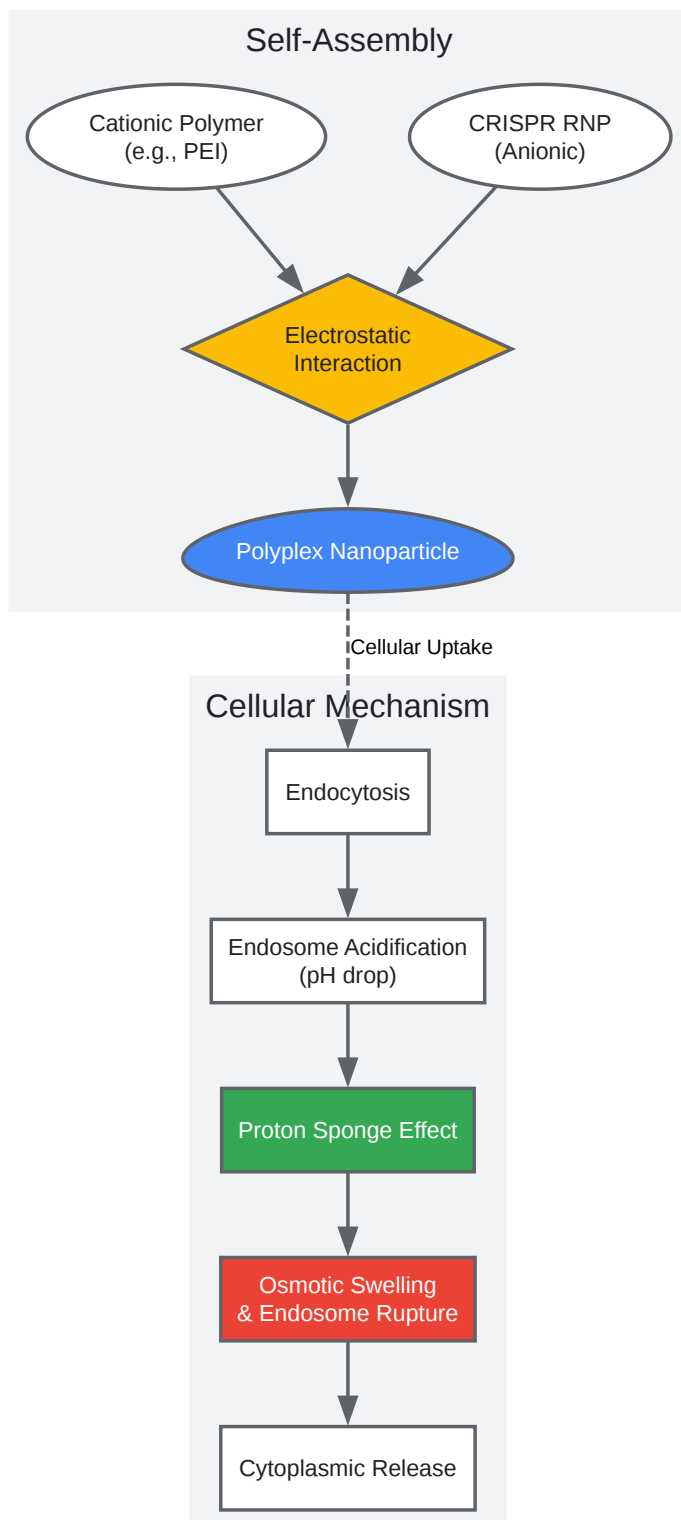 Self-Assembly
Cationic Polymer
(e.g., PEI)
CRISPR RNP
(Anionic)
Electrostatic
Interaction
Polyplex Nanoparticle
Cellular Uptake
Cellular Mechanism
Endocytosis
Endosome Acidification
(pH drop)
Proton Sponge Effect
Osmotic Swelling
& Endosome Rupture
Cytoplasmic Release